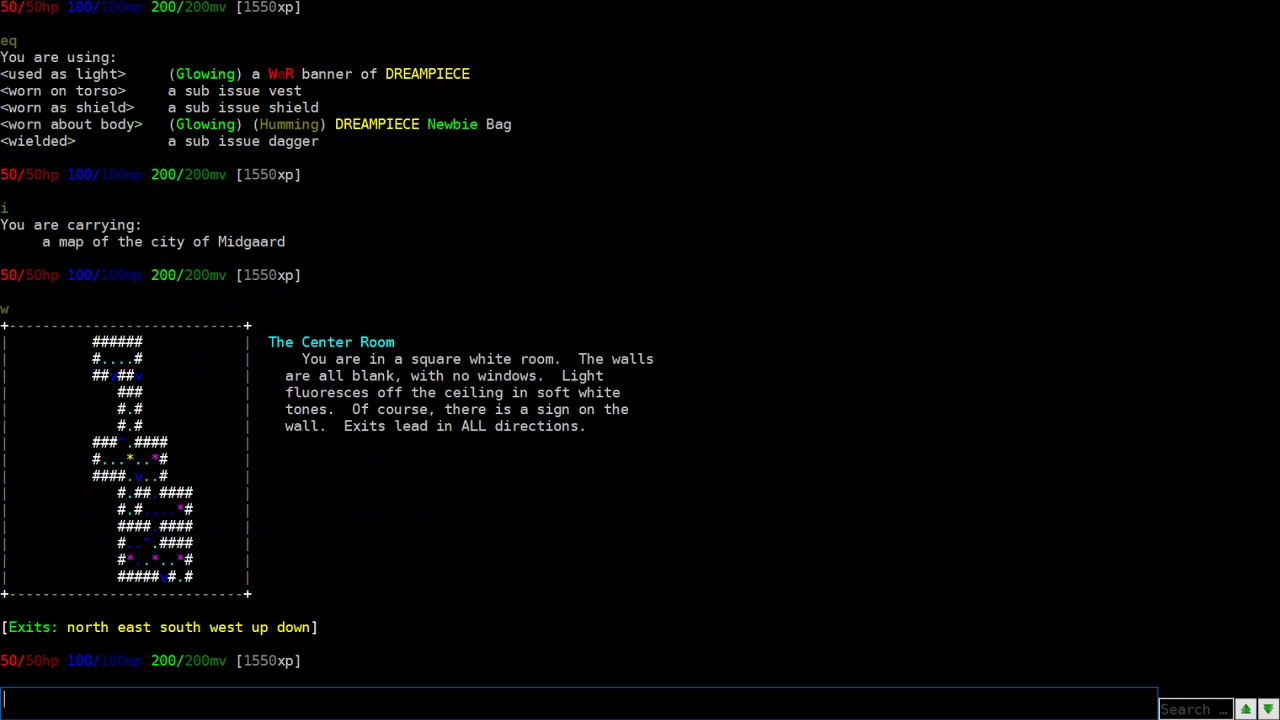 50/50hp 100/100mp 200/200mv [1550xp]
eq
You are using:
<used as light>     (Glowing) a W@R banner of DREAMPIECE
<worn on torso>     a sub issue vest
<worn as shield>    a sub issue shield
<worn about body>   (Glowing) (Humming) DREAMPIECE Newbie Bag
<wielded>           a sub issue dagger
50/50hp 100/100mp 200/200mv [1550xp]
i
You are carrying:
     a map of the city of Midgaard
50/50hp 100/100mp 200/200mv [1550xp]
w
The Center Room
You are in a square white room.  The walls
are all blank, with no windows.  Light
fluoresces off the ceiling in soft white
tones.  Of course, there is a sign on the
wall.  Exits lead in ALL directions.
[Exits: north east south west up down]
50/50hp 100/100mp 200/200mv [1550xp]
Search ...